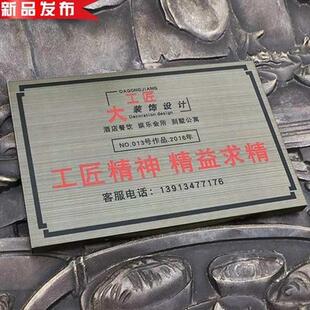 新品发布
DAGONGJIANG
大工匠
装饰设计
Decoration design
酒店餐饮 娱乐会所 别墅公寓
NO.013号作品.2016年
工匠精神 精益求精
客服电话：13913477176